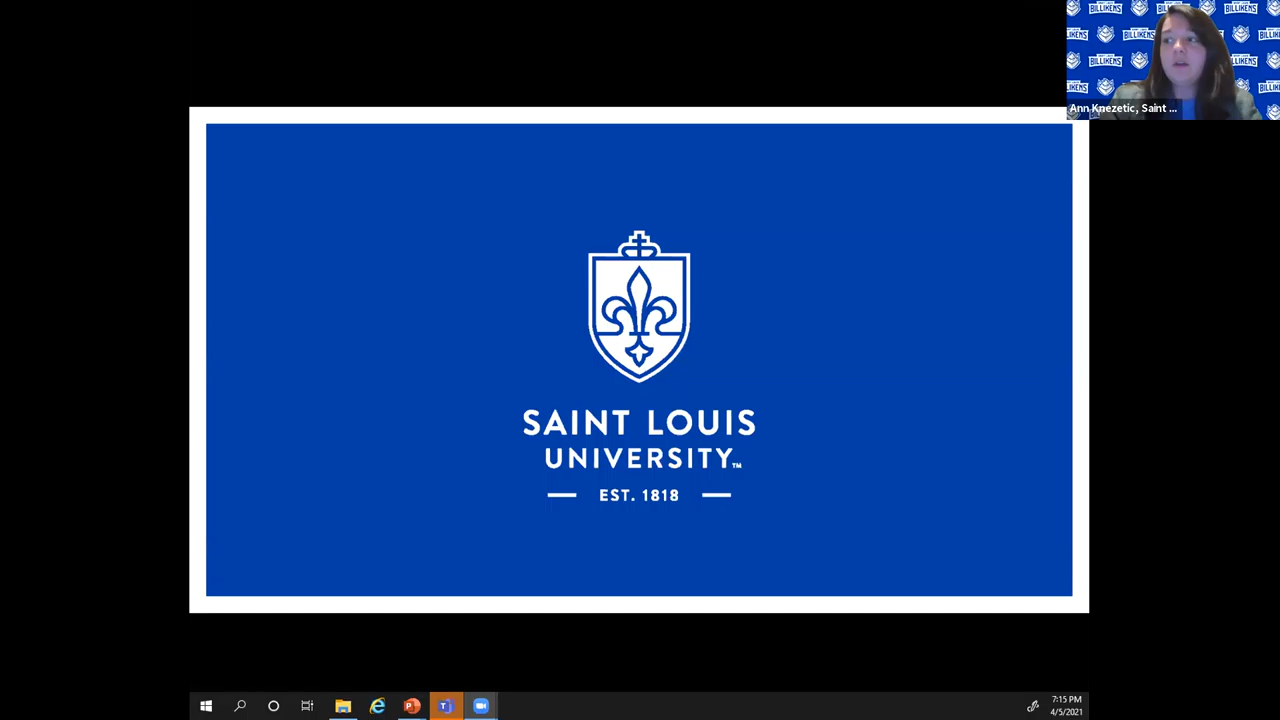 BILLIKENS
Ann Knezetic, Saint ...
SAINT LOUIS
UNIVERSITY™
EST. 1818
7:15 PM
4/5/2021